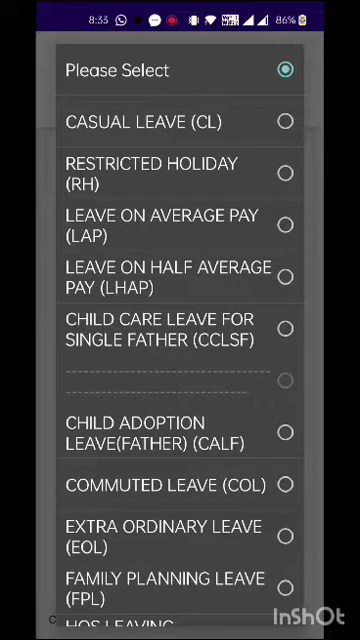 8:33
86%
Please Select
CASUAL LEAVE (CL)
RESTRICTED HOLIDAY
(RH)
LEAVE ON AVERAGE PAY
(LAP)
LEAVE ON HALF AVERAGE
PAY (LHAP)
CHILD CARE LEAVE FOR
SINGLE FATHER (CCLSF)
--------------------------------
----------------------------
CHILD ADOPTION
LEAVE(FATHER) (CALF)
COMMUTED LEAVE (COL)
EXTRA ORDINARY LEAVE
(EOL)
FAMILY PLANNING LEAVE
(FPL)
HQS LEAVING
InShOt